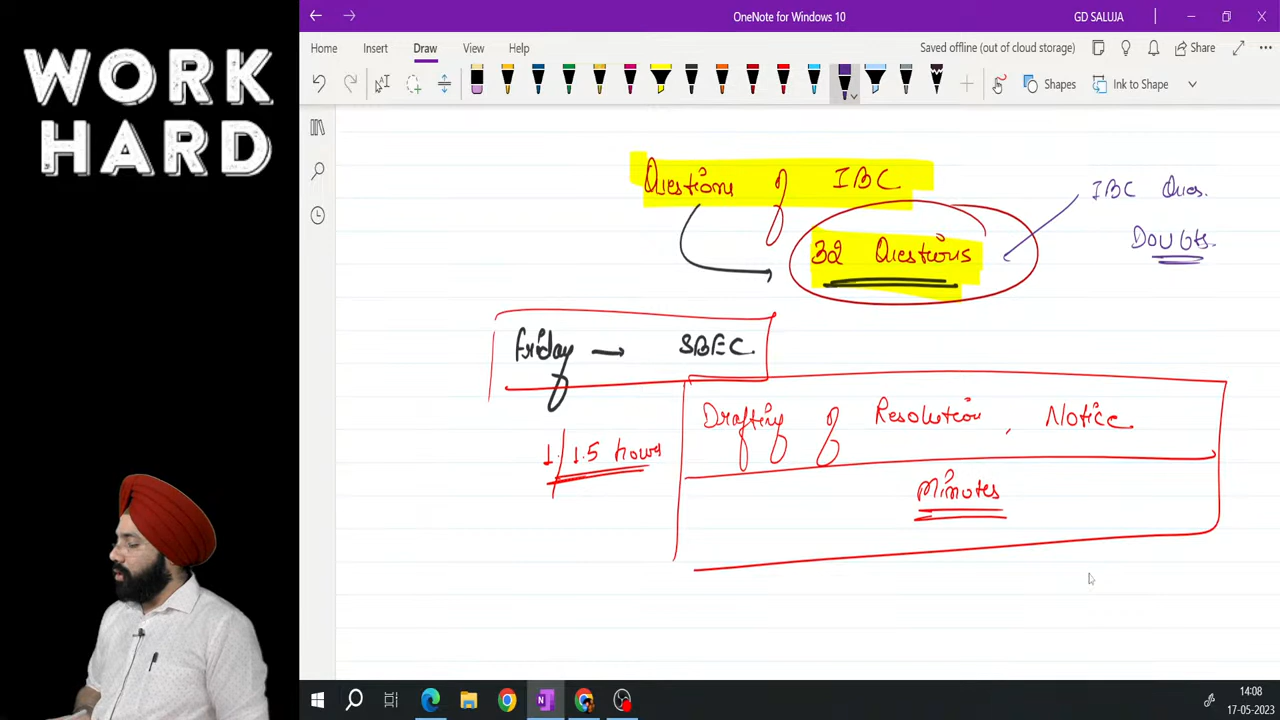 WORK
HARD
OneNote for Windows 10
GD SALUJA
Home
Insert
Draw
View
Help
Saved offline (out of cloud storage)
Share
Shapes
Ink to Shape
Questions of IBC
32 Questions
IBC Ques.
Doubts.
Friday → SBEC.
1/1.5 hours
Drafting of Resolution, Notice
Minutes
14:08
17-05-2023